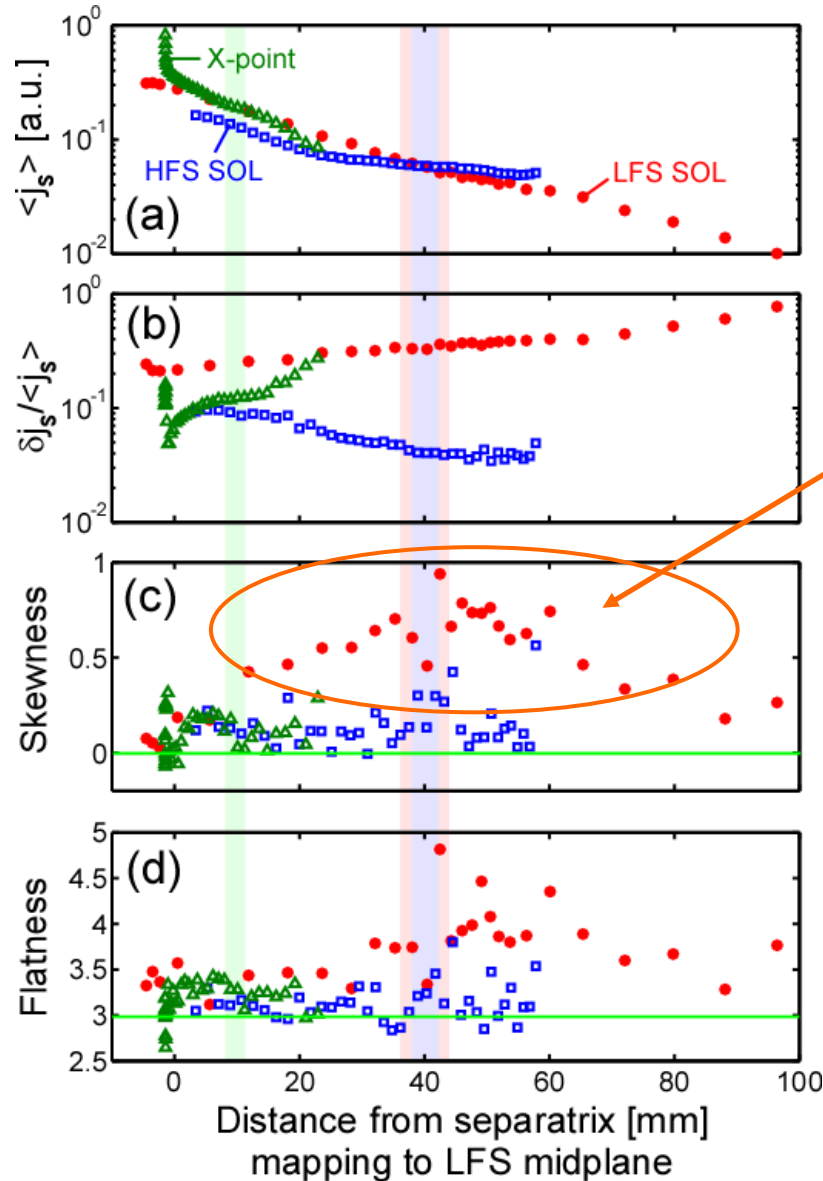 10⁰
10⁻¹
10⁻²
<jₛ> [a.u.]
X-point
HFS SOL
LFS SOL
(a)
10⁰
10⁻¹
10⁻²
δjₛ/<jₛ>
(b)
1
0.5
0
Skewness
(c)
5
4.5
4
3.5
3
2.5
Flatness
(d)
0 20 40 60 80 100
Distance from separatrix [mm]
mapping to LFS midplane